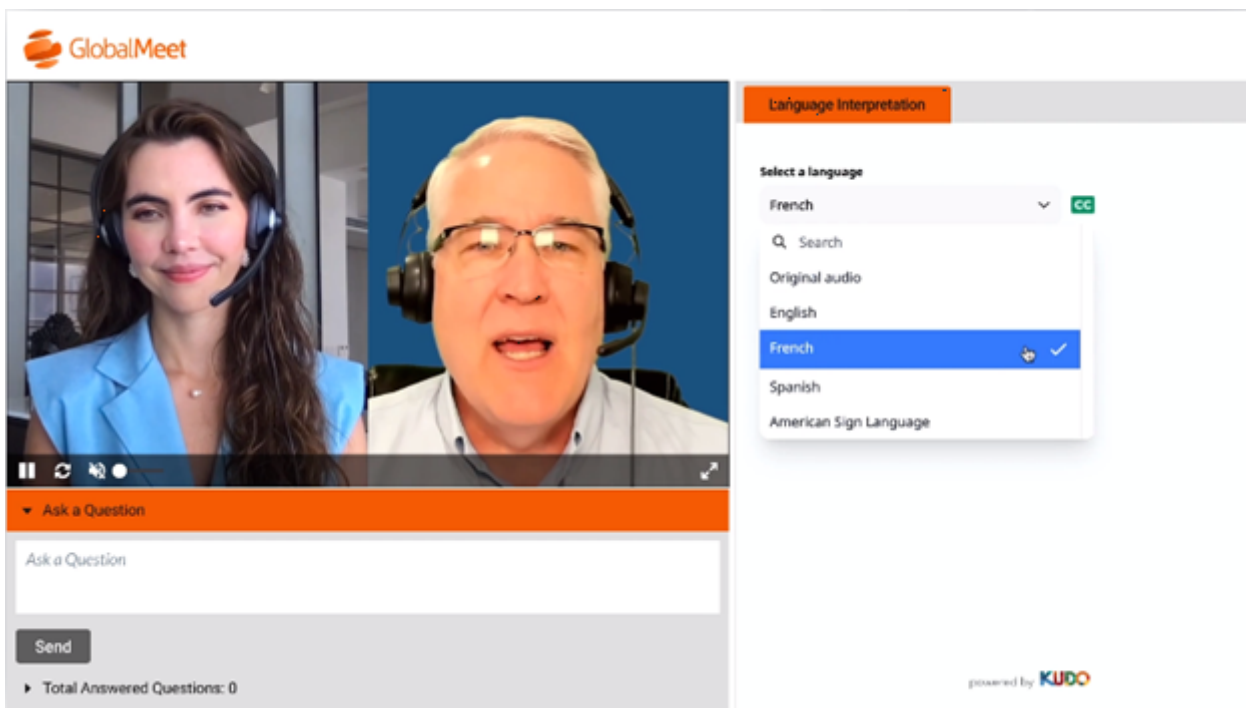 GlobalMeet
Language Interpretation
Select a language
French
CC
Search
Original audio
English
French
Spanish
American Sign Language
Ask a Question
Ask a Question
Send
Total Answered Questions: 0
powered by KUDO